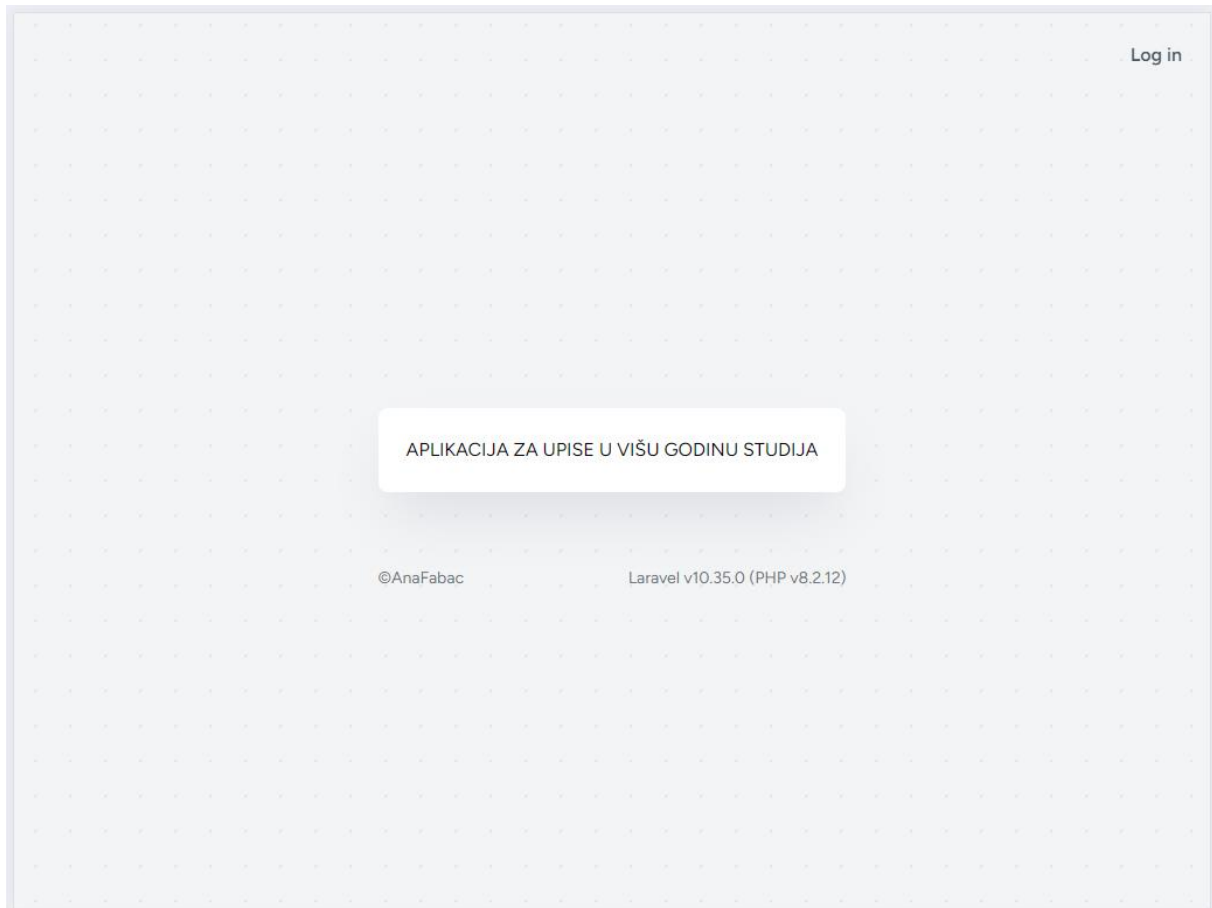 Log in
APLIKACIJA ZA UPISE U VIŠU GODINU STUDIJA
©AnaFabac Laravel v10.35.0 (PHP v8.2.12)